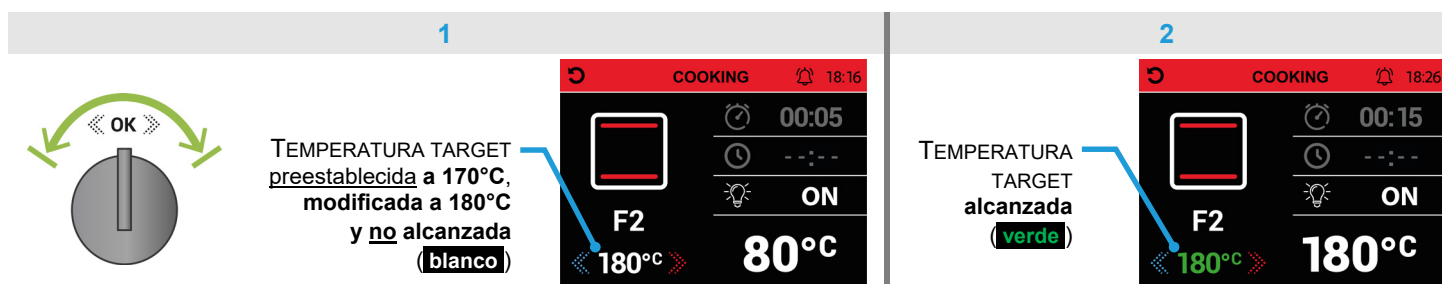 1
OK
TEMPERATURA TARGET
preestablecida a 170°C,
modificada a 180°C
y no alcanzada
(blanco)
COOKING 18:16
00:05
--:--
ON
F2
180°C
80°C
2
TEMPERATURA
TARGET
alcanzada
(verde)
COOKING 18:26
00:15
--:--
ON
F2
180°C
180°C